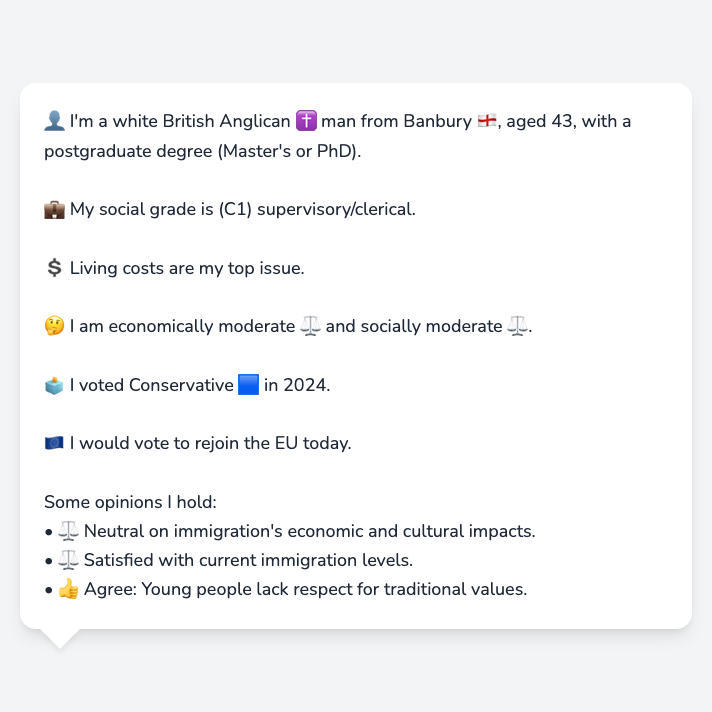 👤 I'm a white British Anglican ✝️ man from Banbury 🏴󠁧󠁢󠁥󠁮󠁧󠁿, aged 43, with a
postgraduate degree (Master's or PhD).
💼 My social grade is (C1) supervisory/clerical.
💲 Living costs are my top issue.
🤔 I am economically moderate ⚖️ and socially moderate ⚖️.
🗳️ I voted Conservative 🟦 in 2024.
🇪🇺 I would vote to rejoin the EU today.
Some opinions I hold:
• ⚖️ Neutral on immigration's economic and cultural impacts.
• ⚖️ Satisfied with current immigration levels.
• 👍 Agree: Young people lack respect for traditional values.